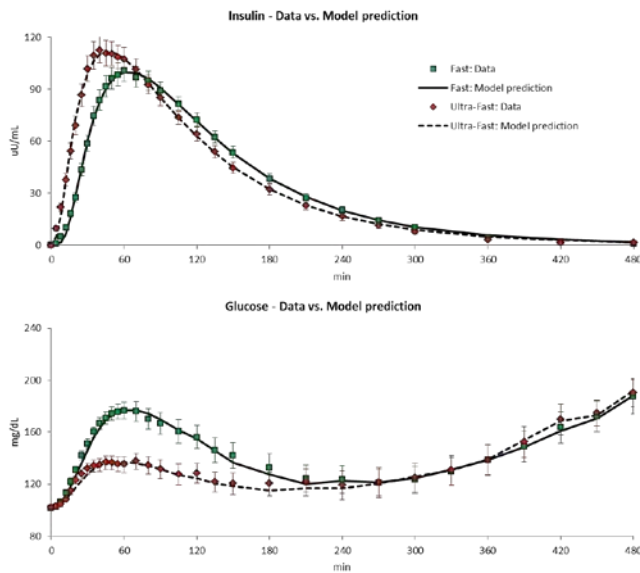 Insulin - Data vs. Model prediction
120
90
60
30
0
uU/mL
Fast: Data
Fast: Model prediction
Ultra-Fast: Data
Ultra-Fast: Model prediction
0 60 120 180 240 300 360 420 480
min
Glucose - Data vs. Model prediction
240
200
160
120
80
mg/dL
0 60 120 180 240 300 360 420 480
min